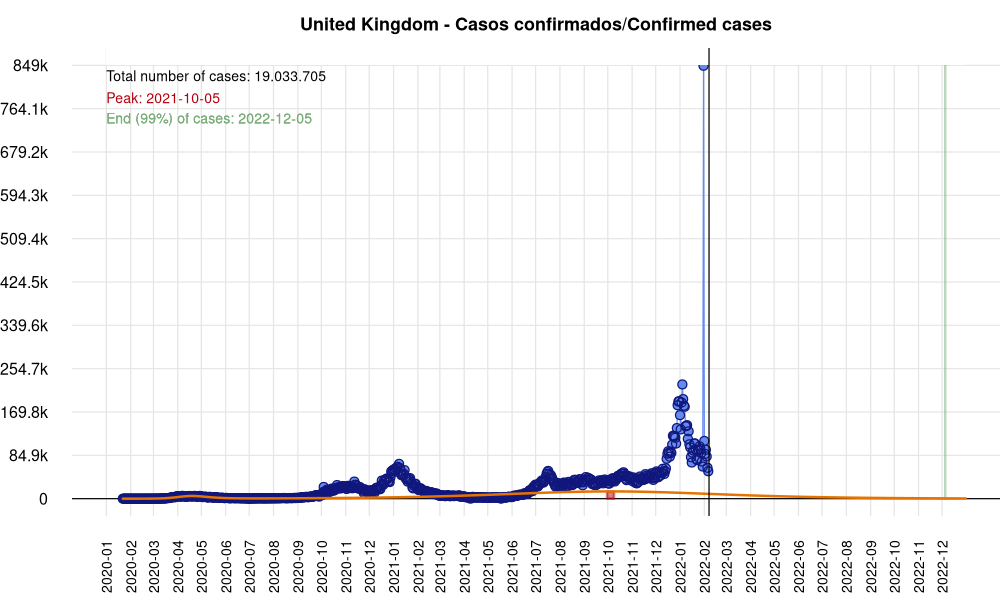 United Kingdom - Casos confirmados/Confirmed cases
849k
Total number of cases: 19.033.705
Peak: 2021-10-05
764.1k
End (99%) of cases: 2022-12-05
679.2k
594.3k
509.4k
424.5k
339.6k
254.7k
169.8k
84.9k
0
2020-01
2020-02
2020-03
2020-04
2020-05
2020-06
2020-07
2020-08
2020-09
2020-10
2020-11
2020-12
2021-01
2021-02
2021-03
2021-04
2021-05
2021-06
2021-07
2021-08
2021-09
2021-10
2021-11
2021-12
2022-01
2022-02
2022-03
2022-04
2022-05
2022-06
2022-07
2022-08
2022-09
2022-10
2022-11
2022-12